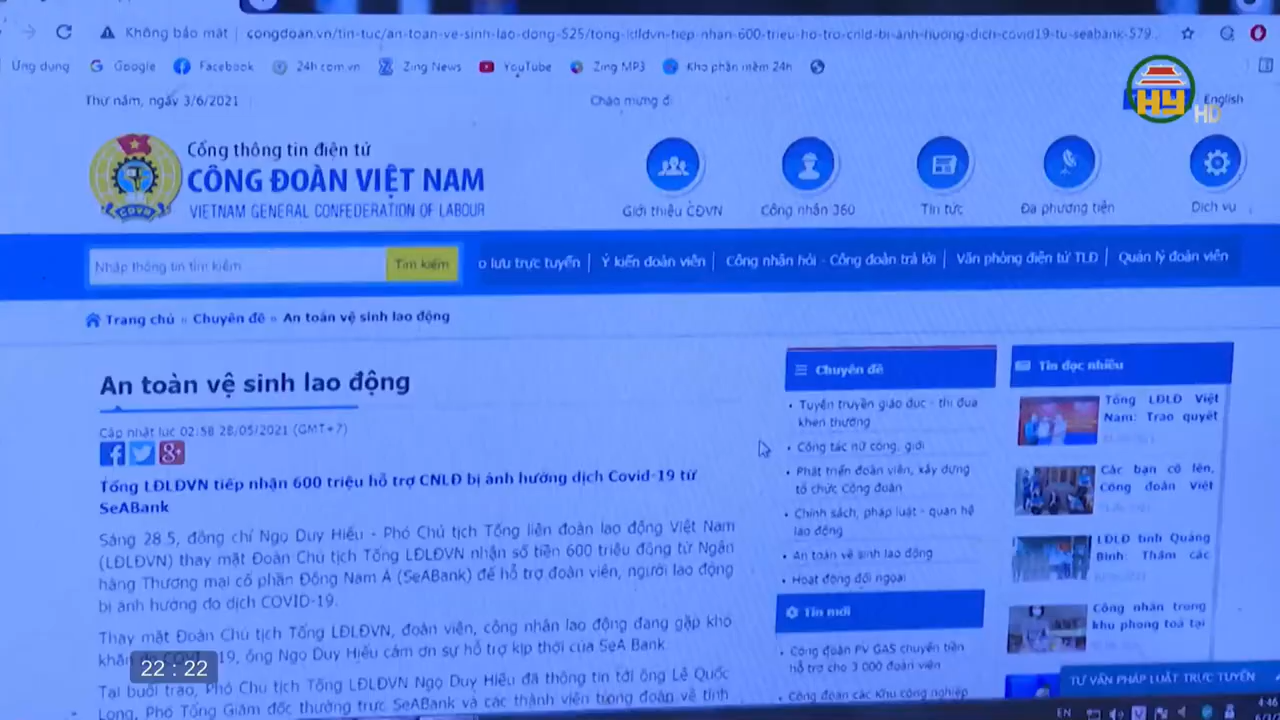 Không bảo mật | congdoan.vn/tin-tuc/an-toan-ve-sinh-lao-dong-525/tong-ldldvn-tiep-nhan-600-trieu-ho-tro-cnld-bi-anh-huong-dich-covid19-tu-seabank-579...
Ứng dụng Google Facebook 24h.com.vn Zing News YouTube Zing MP3 Kho phần mềm 24h
Thứ năm, ngày 3/6/2021 Chào mừng đ English
HY HD
Cổng thông tin điện tử
CÔNG ĐOÀN VIỆT NAM
VIETNAM GENERAL CONFEDERATION OF LABOUR
CĐVN
Giới thiệu CĐVN Công nhân 360 Tin tức Đa phương tiện Dịch vụ
Nhập thông tin tìm kiếm Tìm kiếm o lưu trực tuyến | Ý kiến đoàn viên | Công nhân hỏi - Công đoàn trả lời | Văn phòng điện tử TLĐ | Quản lý đoàn viên
Trang chủ » Chuyên đề » An toàn vệ sinh lao động
An toàn vệ sinh lao động
Cập nhật lúc 02:58 28/05/2021 (GMT+7)
Tổng LĐLĐVN tiếp nhận 600 triệu hỗ trợ CNLĐ bị ảnh hưởng dịch Covid-19 từ
SeABank
Sáng 28.5, đồng chí Ngọ Duy Hiểu - Phó Chủ tịch Tổng liên đoàn lao động Việt Nam
(LĐLĐVN) thay mặt Đoàn Chủ tịch Tổng LĐLĐVN nhận số tiền 600 triệu đồng từ Ngân
hàng Thương mại cổ phần Đông Nam Á (SeABank) để hỗ trợ đoàn viên, người lao động
bị ảnh hưởng do dịch COVID-19.
Thay mặt Đoàn Chủ tịch Tổng LĐLĐVN, đoàn viên, công nhân lao động đang gặp khó
khăn do COVI 19, ông Ngọ Duy Hiểu cảm ơn sự hỗ trợ kịp thời của SeA Bank.
Tại buổi trao, Phó Chủ tịch Tổng LĐLĐVN Ngọ Duy Hiểu đã thông tin tới ông Lê Quốc
Long, Phó Tổng Giám đốc thường trực SeABank và các thành viên trong đoàn về tình
22:22
Chuyên đề
Tuyên truyền giáo dục - thi đua
khen thưởng
Công tác nữ công, giới
Phát triển đoàn viên, xây dựng
tổ chức Công đoàn
Chính sách, pháp luật - quan hệ
lao động
An toàn vệ sinh lao động
Hoạt động đối ngoại
Tin mới
Công đoàn PV GAS chuyển tiền
hỗ trợ cho 3 000 đoàn viên
Công đoàn các Khu công nghiệp
Tin đọc nhiều
Tổng LĐLĐ Việt
Nam: Trao quyết
Các bạn cố lên,
Công đoàn Việt
LĐLĐ tỉnh Quảng
Bình: Thăm các
Công nhân trong
khu phong toả tại
TƯ VẤN PHÁP LUẬT TRỰC TUYẾN
EN